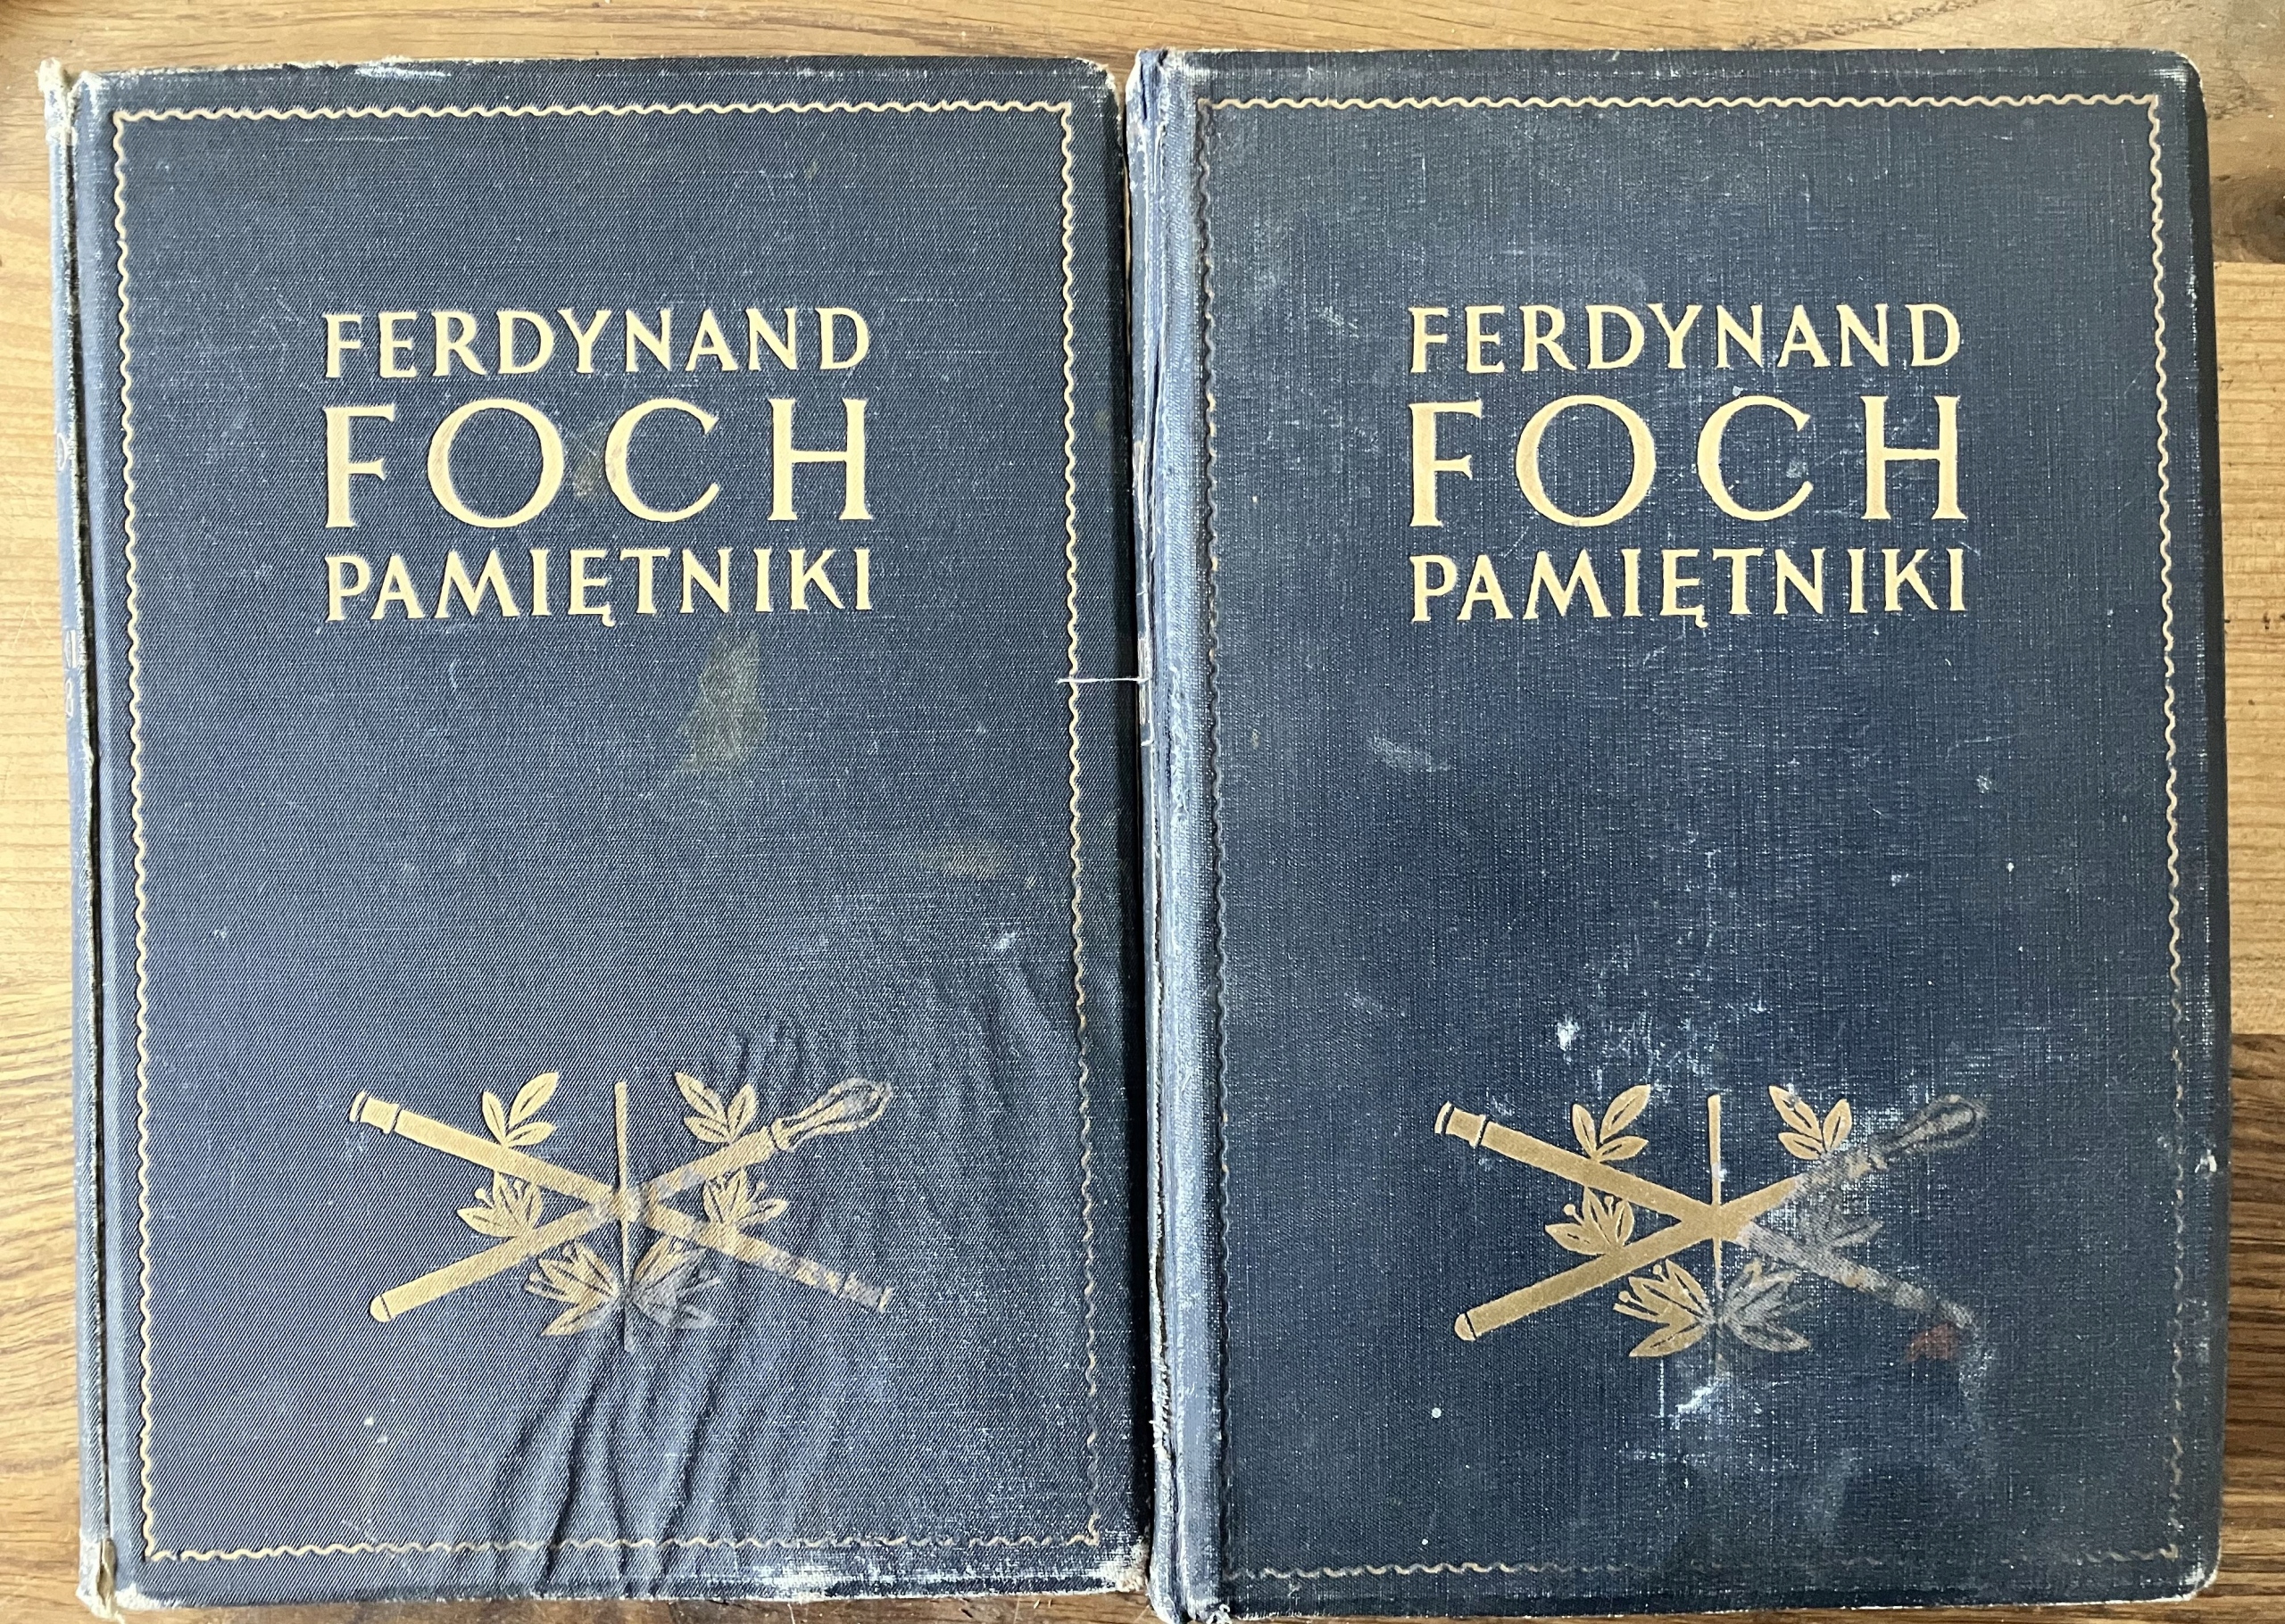 FERDYNAND
FOCH
PAMIĘTNIKI
FERDYNAND
FOCH
PAMIĘTNIKI